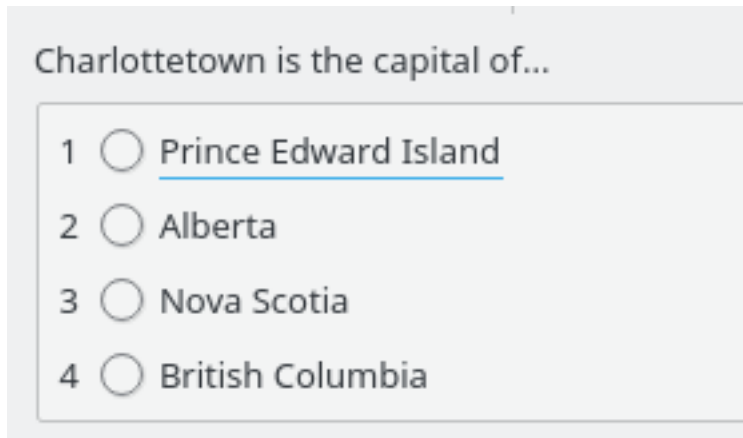 Charlottetown is the capital of...
1 Prince Edward Island
2 Alberta
3 Nova Scotia
4 British Columbia